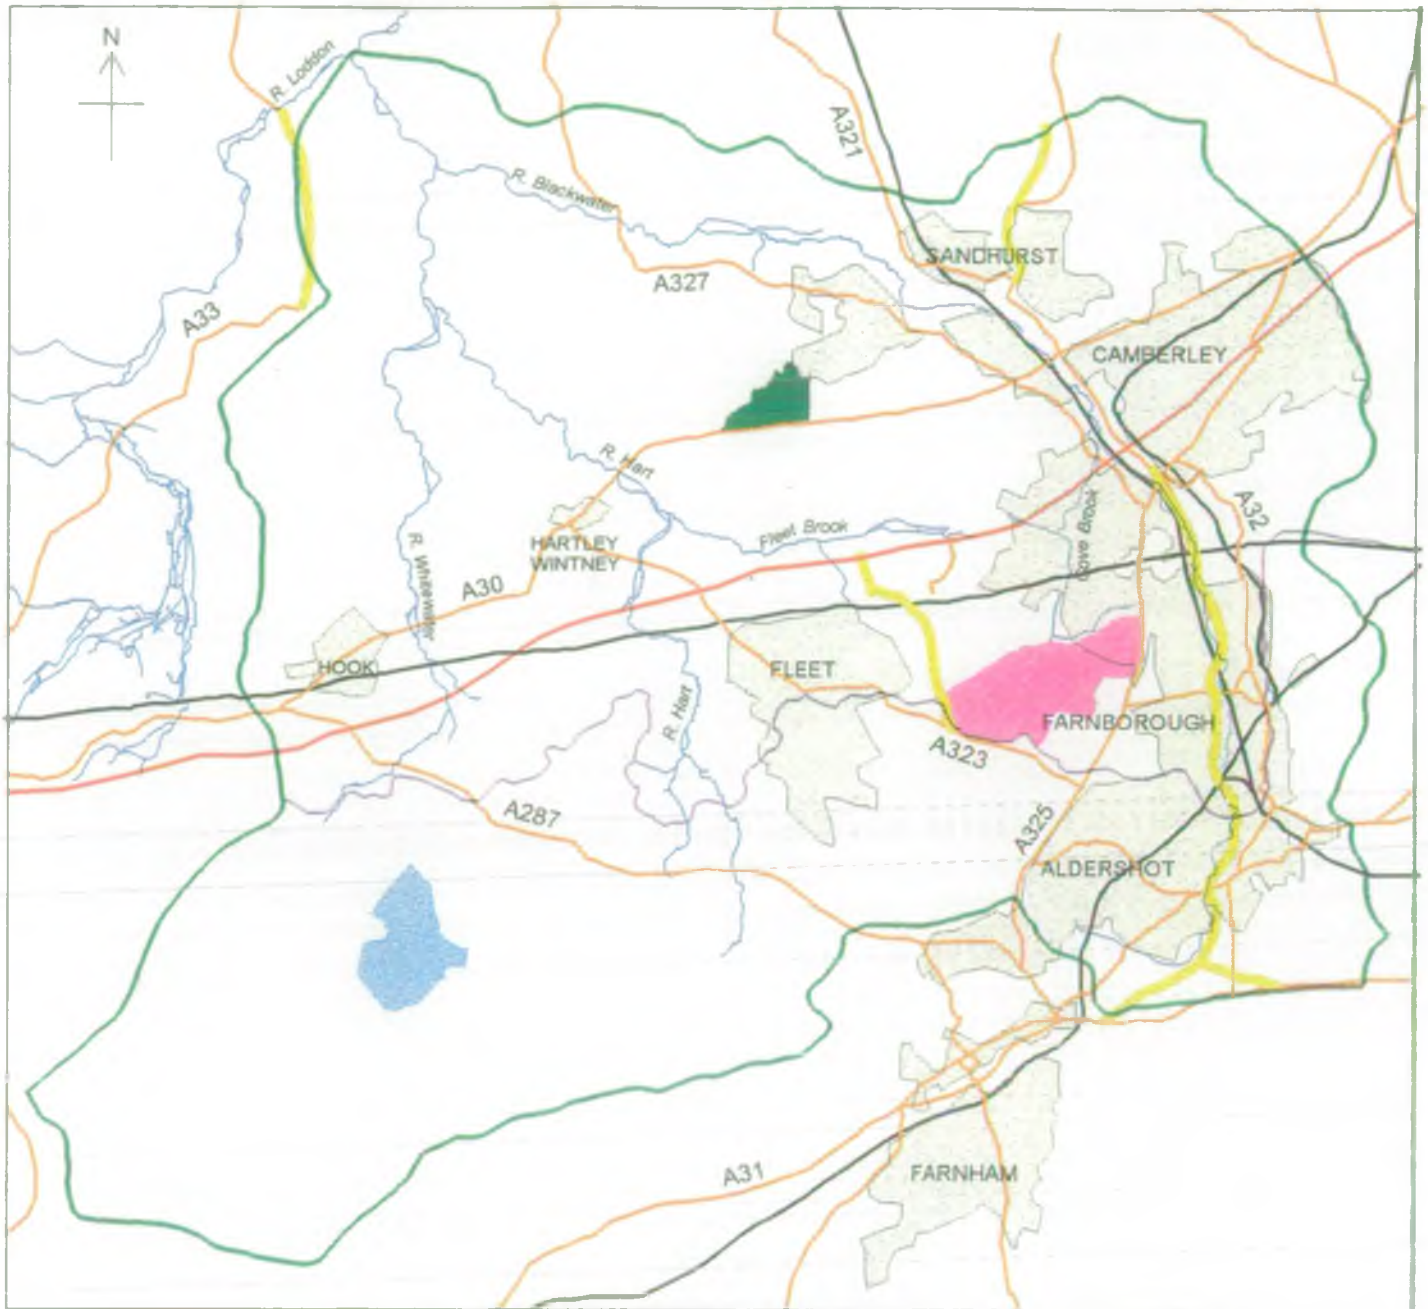 N
R. Loddon
A321
R. Blackwater
SANDHURST
A327
A33
CAMBERLEY
R. Hart
A32
Cove Brook
Fleet Brook
HARTLEY
WINTNEY
R. Whitewater
A30
HOOK
FLEET
R. Hart
FARNBOROUGH
A323
A287
A325
ALDERSHOT
A31
FARNHAM